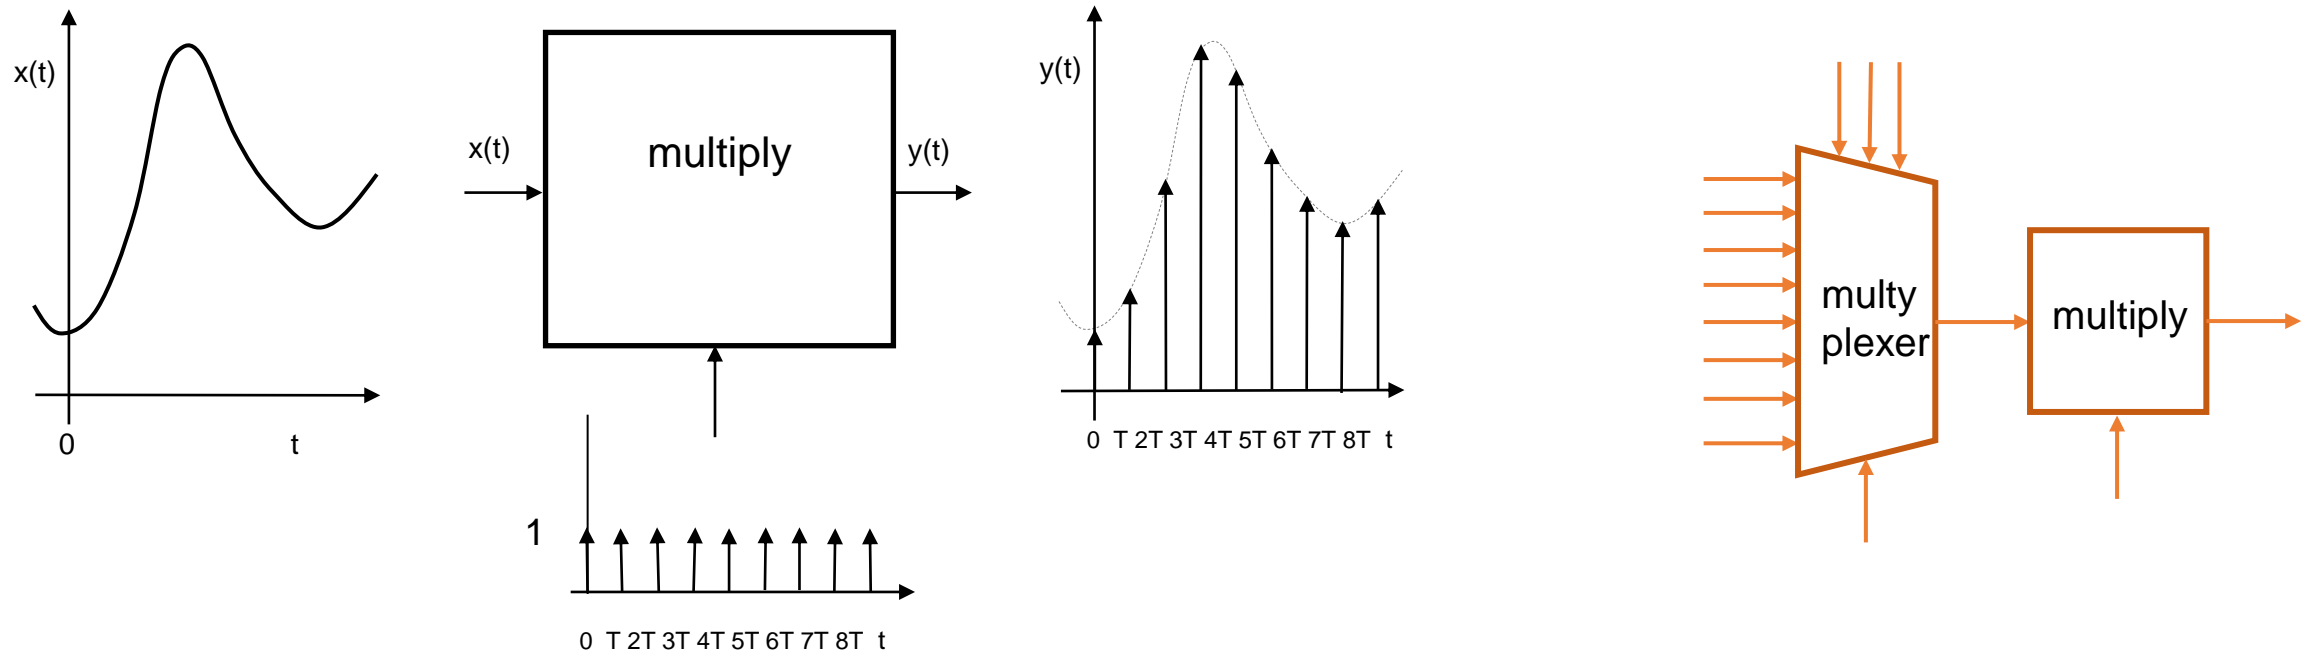 x(t)
0 t
x(t)
multiply
y(t)
1
0 T 2T 3T 4T 5T 6T 7T 8T t
y(t)
0 T 2T 3T 4T 5T 6T 7T 8T t
multy
plexer
multiply